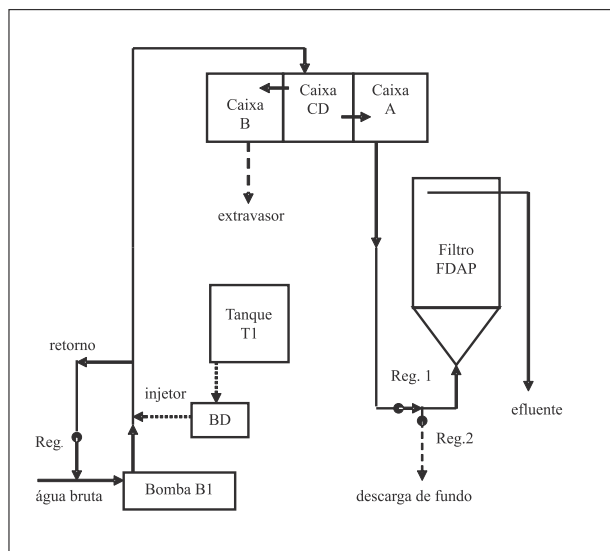 Caixa
B
Caixa
CD
Caixa
A
extravasor
Filtro
FDAP
Tanque
T1
retorno
injetor
BD
Reg. 1
efluente
Reg.
Reg.2
água bruta
Bomba B1
descarga de fundo